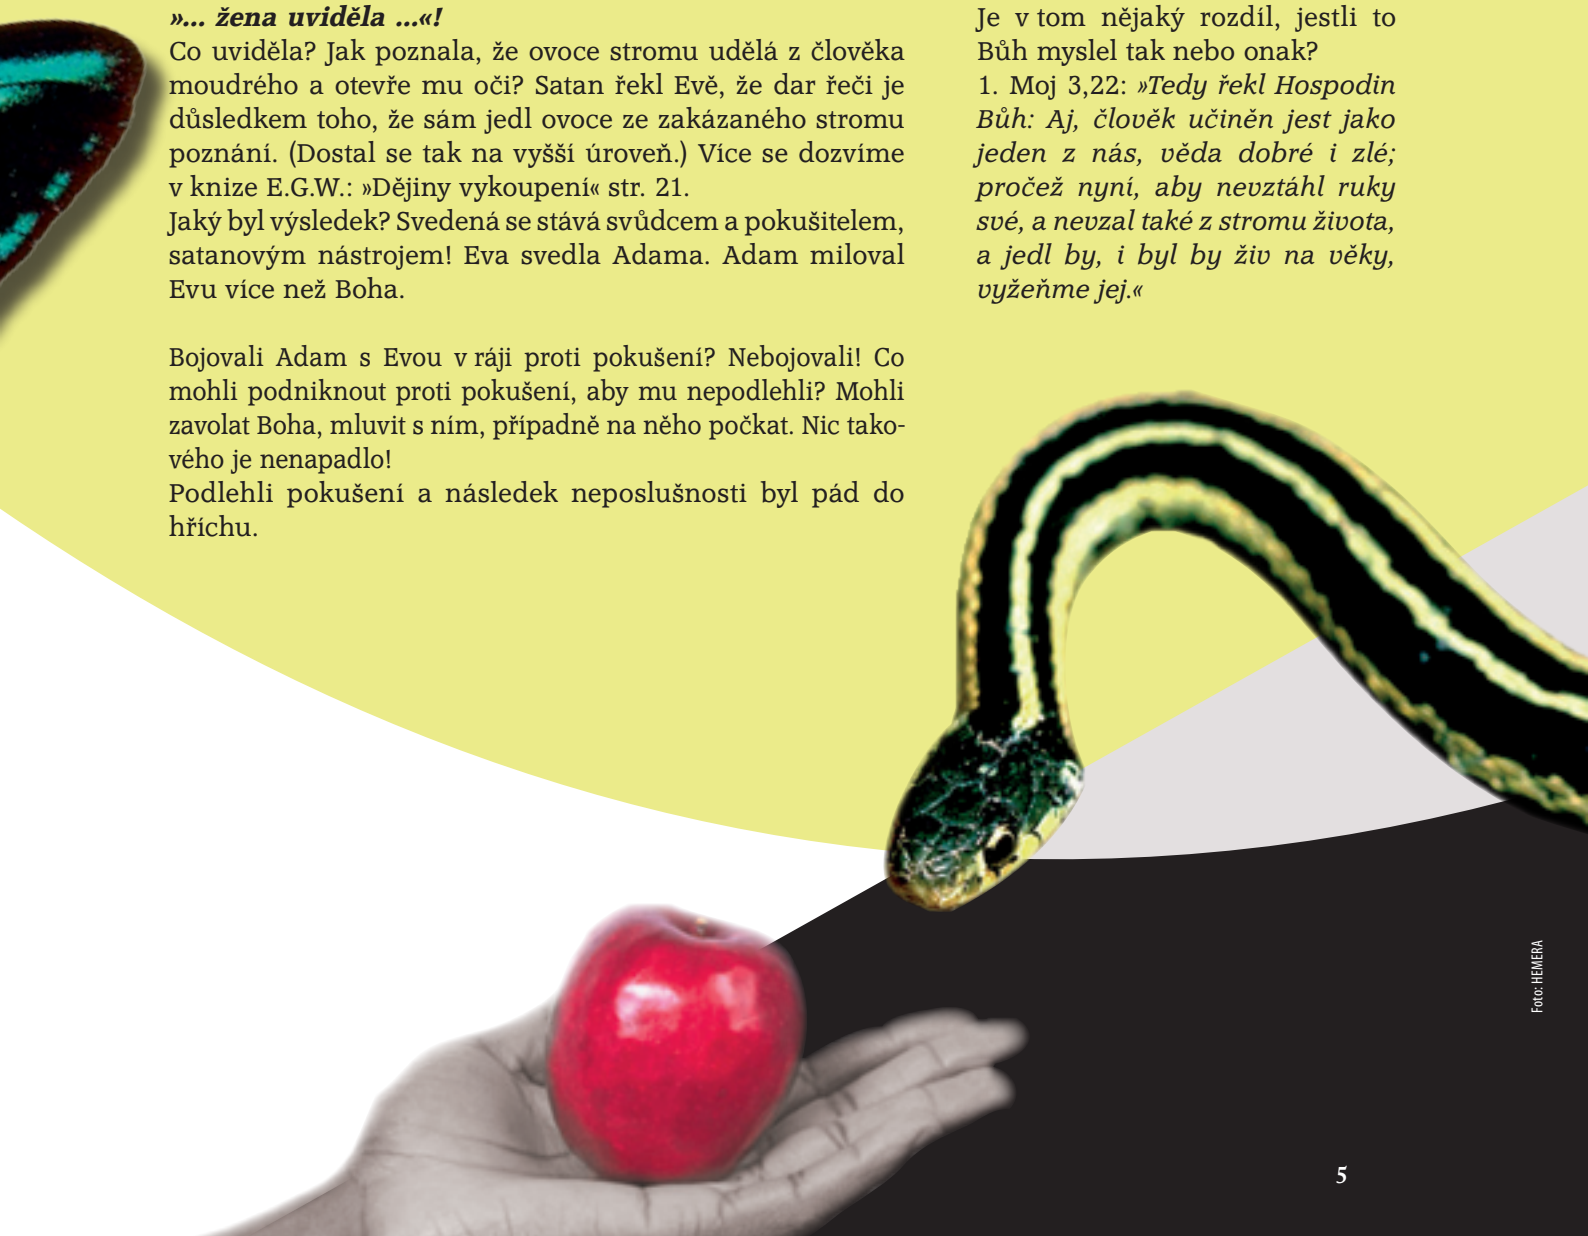 »... žena uviděla ...«!
Co uviděla? Jak poznala, že ovoce stromu udělá z člověka
moudrého a otevře mu oči? Satan řekl Evě, že dar řeči je
důsledkem toho, že sám jedl ovoce ze zakázaného stromu
poznání. (Dostal se tak na vyšší úroveň.) Více se dozvíme
v knize E.G.W.: »Dějiny vykoupení« str. 21.
Jaký byl výsledek? Svedená se stává svůdcem a pokušitelem,
satanovým nástrojem! Eva svedla Adama. Adam miloval
Evu více než Boha.
Bojovali Adam s Evou v ráji proti pokušení? Nebojovali! Co
mohli podniknout proti pokušení, aby mu nepodlehli? Mohli
zavolat Boha, mluvit s ním, případně na něho počkat. Nic tako-
vého je nenapadlo!
Podlehli pokušení a následek neposlušnosti byl pád do
hříchu.
Je v tom nějaký rozdíl, jestli to
Bůh myslel tak nebo onak?
1. Moj 3,22: »Tedy řekl Hospodin
Bůh: Aj, člověk učiněn jest jako
jeden z nás, věda dobré i zlé;
pročež nyní, aby nevztáhl ruky
své, a nevzal také z stromu života,
a jedl by, i byl by živ na věky,
vyžeňme jej.«
Foto: HEMERA
5